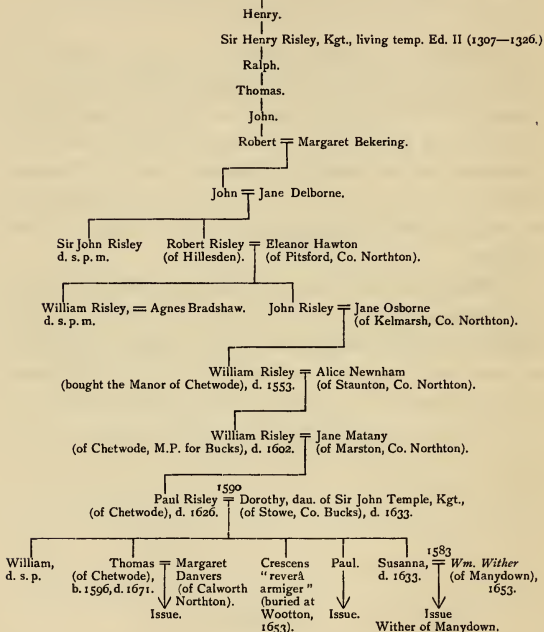 Henry.
Sir Henry Risley, Kgt., living temp. Ed. II (1307—1326.)
Ralph.
Thomas.
John.
Robert = Margaret Bekering.
John = Jane Delborne.
Sir John Risley
d. s. p. m.
Robert Risley = Eleanor Hawton
(of Hillesden). (of Pitsford, Co. Northton).
William Risley, = Agnes Bradshaw.
d. s. p. m.
John Risley = Jane Osborne
(of Kelmarsh, Co. Northton).
William Risley = Alice Newnham
(bought the Manor of Chetwode), d. 1553. (of Staunton, Co. Northton).
William Risley = Jane Matany
(of Chetwode, M.P. for Bucks), d. 1602. (of Marston, Co. Northton).
1590
Paul Risley = Dorothy, dau. of Sir John Temple, Kgt.,
(of Chetwode), d. 1626. (of Stowe, Co. Bucks), d. 1633.
William,
d. s. p.
Thomas = Margaret
(of Chetwode), Danvers
b. 1596, d. 1671. (of Calworth
Northton).
Issue.
Crescens
"reverâ
armiger"
(buried at
Wootton,
1653).
Paul.
Issue.
1583
Susanna, = Wm. Wither
d. 1633. (of Manydown),
1653.
Issue
Wither of Manydown.